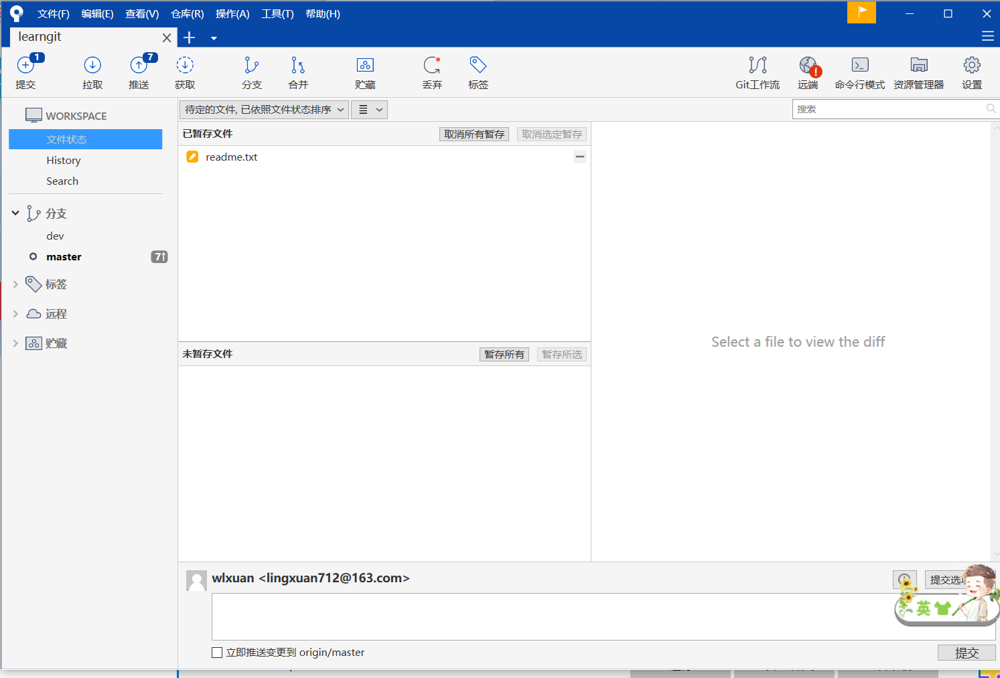 文件(F) 编辑(E) 查看(V) 仓库(R) 操作(A) 工具(T) 帮助(H)
learngit
1
7
提交 拉取 推送 获取 分支 合并 贮藏 丢弃 标签 Git工作流 远端 命令行模式 资源管理器 设置
WORKSPACE
文件状态
History
Search
分支
dev
master 7↑
标签
远程
贮藏
待定的文件, 已依照文件状态排序
搜索
已暂存文件 取消所有暂存 取消选定暂存
readme.txt
未暂存文件 暂存所有 暂存所选
Select a file to view the diff
wlxuan <lingxuan712@163.com>
提交选
英
立即推送变更到 origin/master
提交